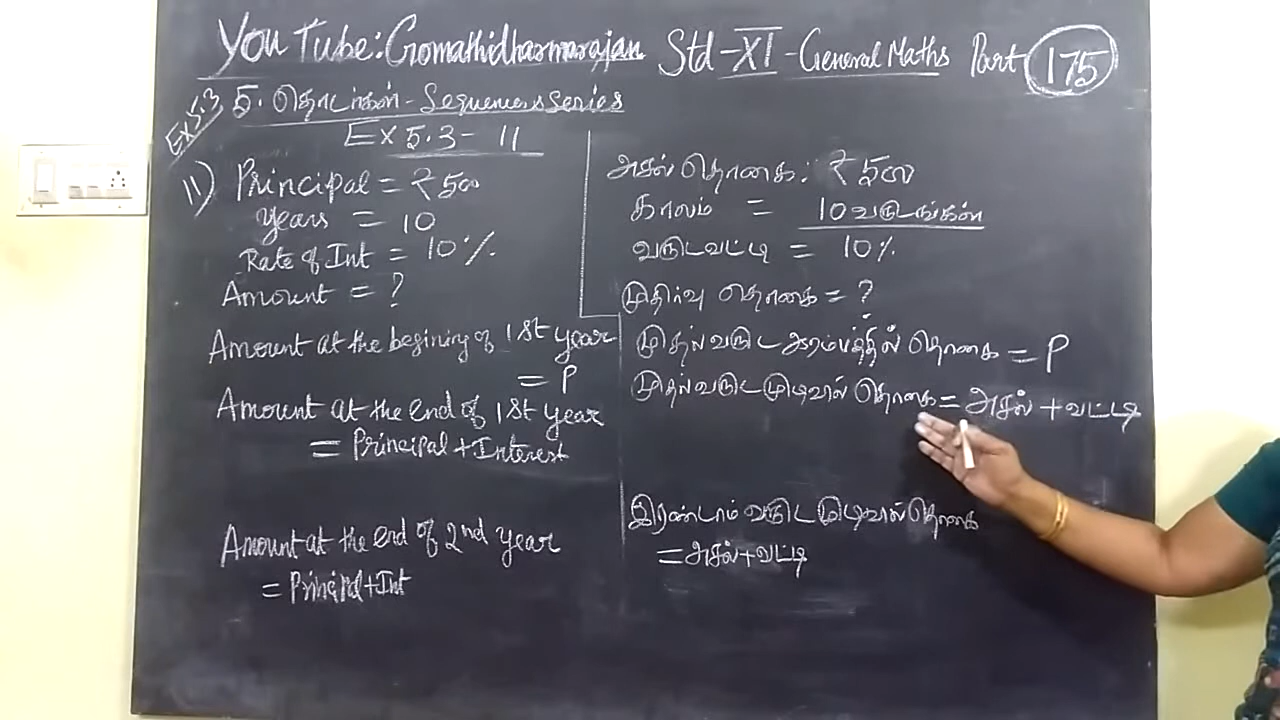 YouTube: Gomathidharmarajan Std-XI-General Maths Part 175
Ex 5.3
5. தொடர்கள் - Sequences & series
Ex 5.3 - 11
11) Principal = ₹500
years = 10
Rate of Int = 10%
Amount = ?
Amount at the begining of 1st year
= P
Amount at the end of 1st year
= Principal + Interest
Amount at the end of 2nd year
= Principal + Int
அசல் தொகை: ₹500
காலம் = 10 வருடங்கள்
வருடவட்டி = 10%
முதிர்வு தொகை = ?
முதல் வருட ஆரம்பத்தில் தொகை = P
முதல் வருட முடிவில் தொகை = அசல் + வட்டி
இரண்டாம் வருட முடிவில் தொகை
= அசல் + வட்டி